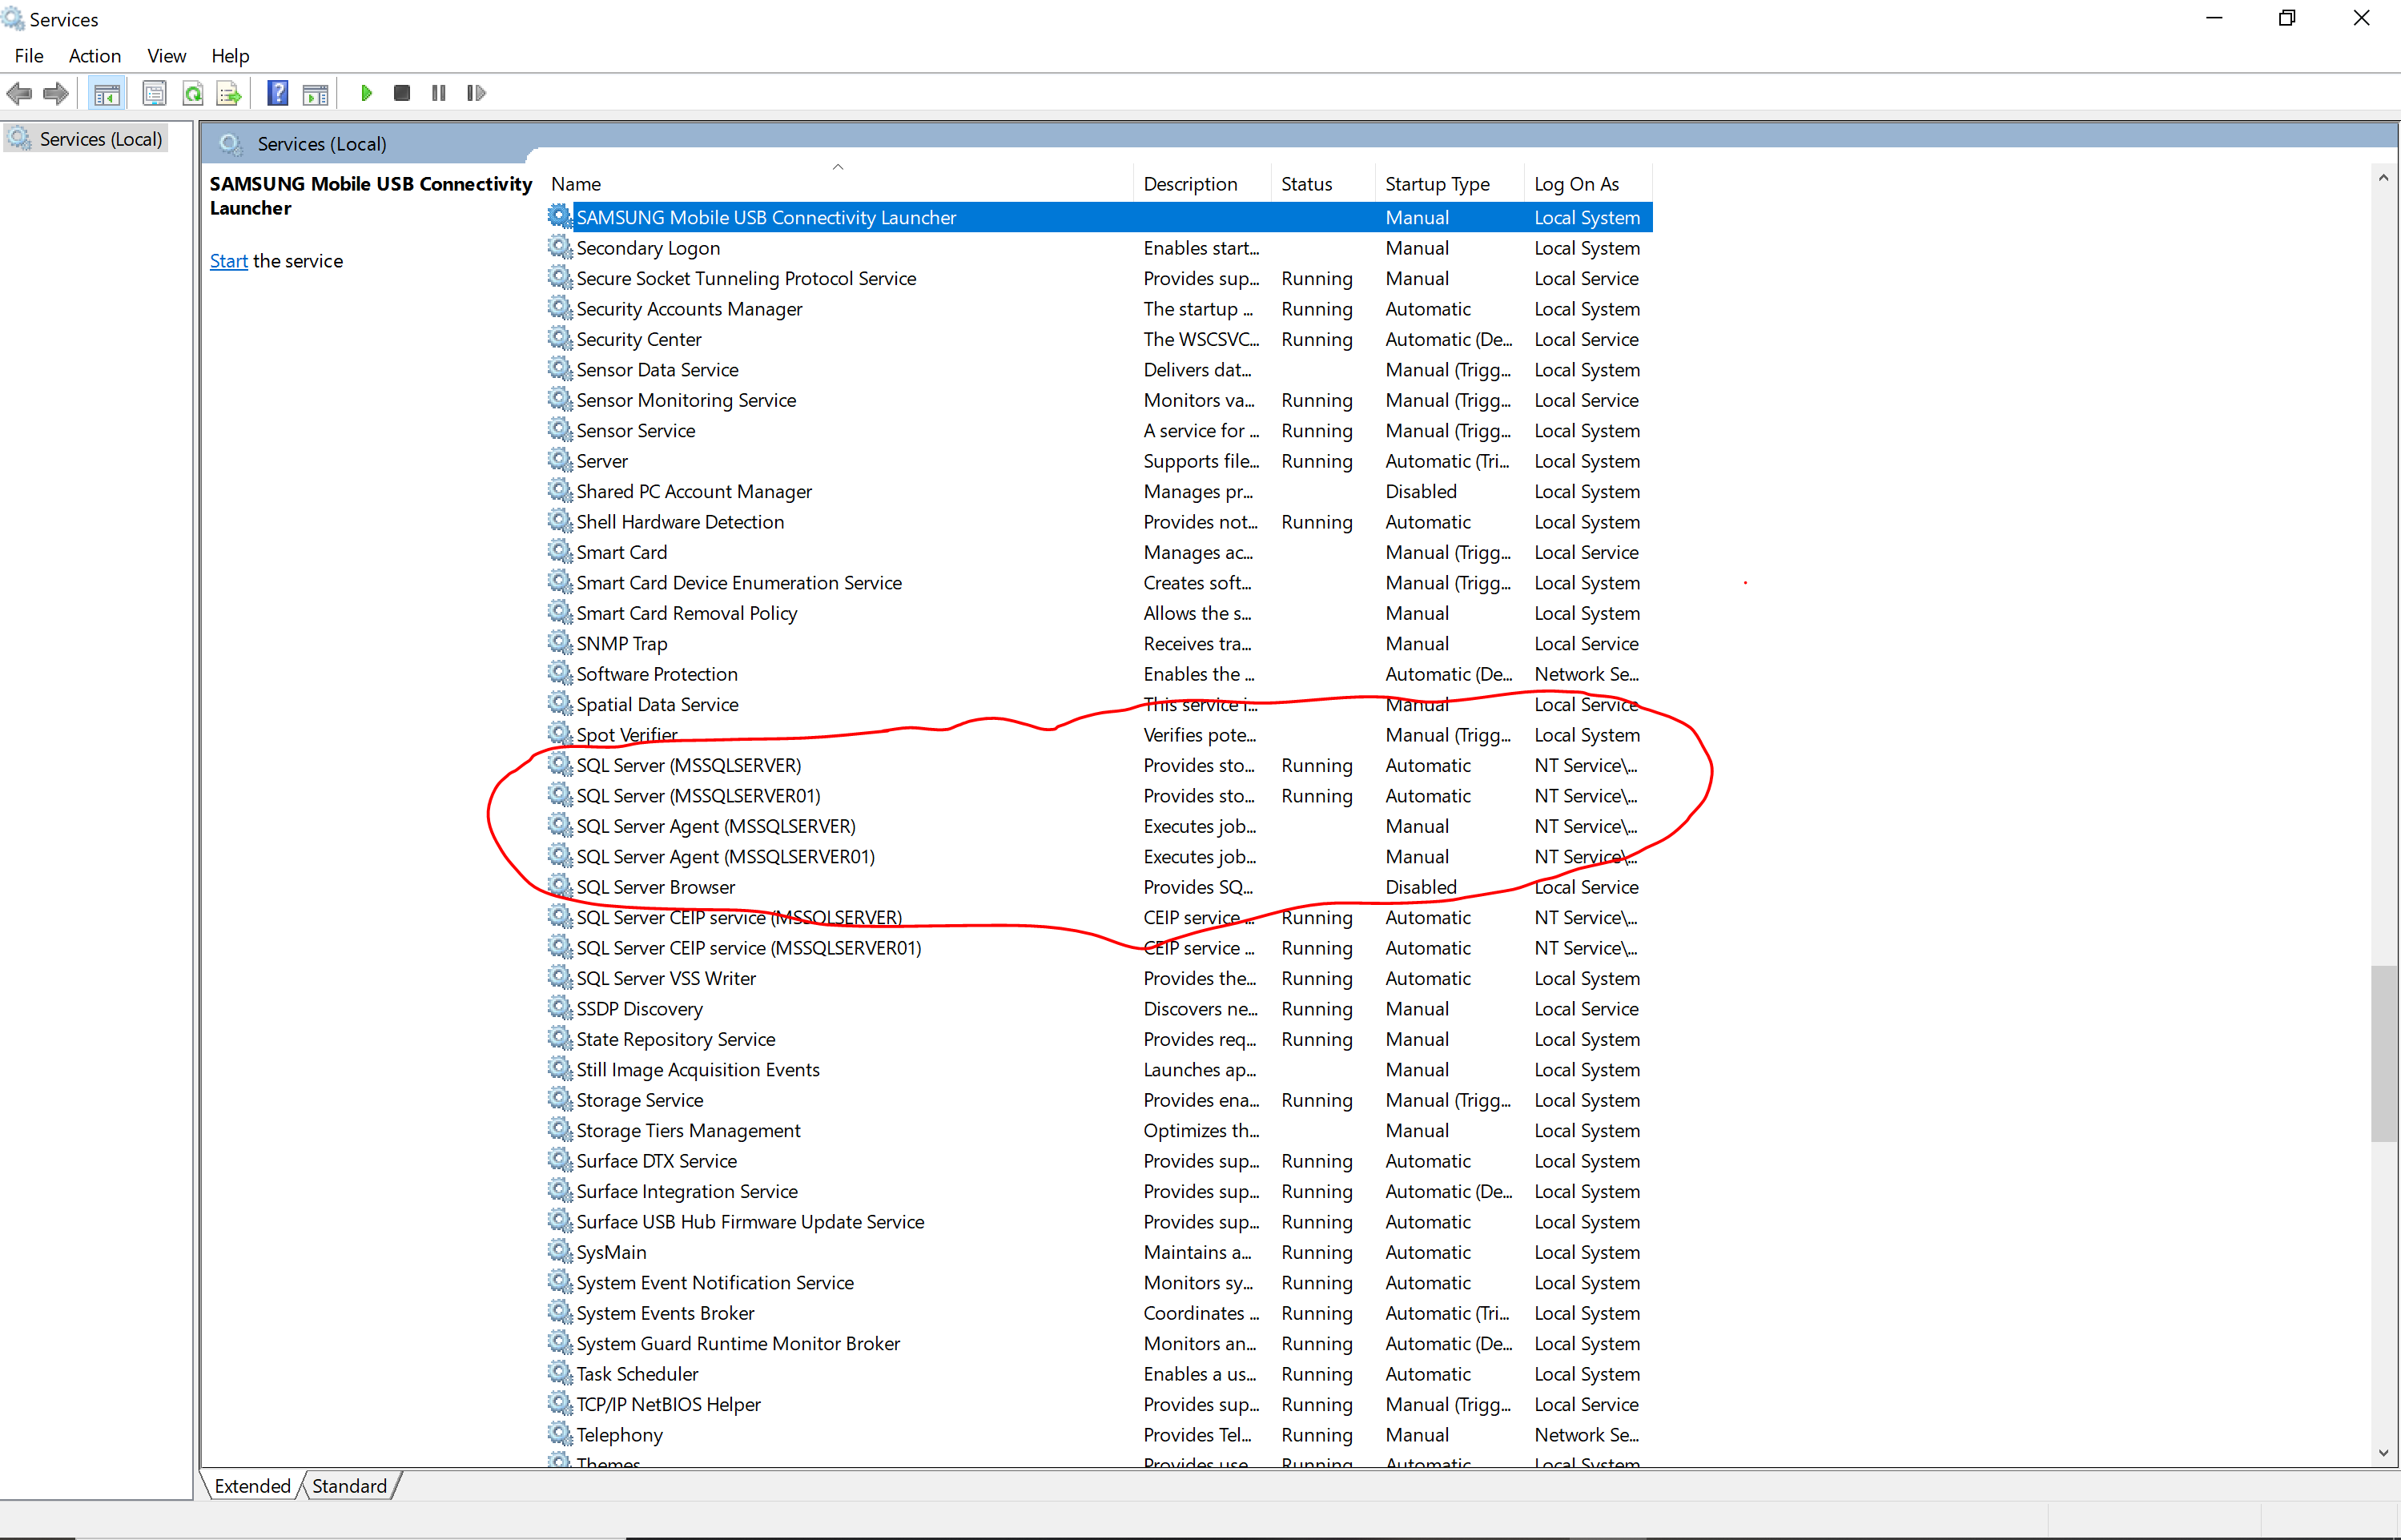 Services
File Action View Help
Services (Local)
Services (Local)
SAMSUNG Mobile USB Connectivity
Launcher
Start the service
Name Description Status Startup Type Log On As
SAMSUNG Mobile USB Connectivity Launcher Manual Local System
Secondary Logon Enables start... Manual Local System
Secure Socket Tunneling Protocol Service Provides sup... Running Manual Local Service
Security Accounts Manager The startup ... Running Automatic Local System
Security Center The WSCSVC... Running Automatic (De... Local Service
Sensor Data Service Delivers dat... Manual (Trigg... Local System
Sensor Monitoring Service Monitors va... Running Manual (Trigg... Local Service
Sensor Service A service for ... Running Manual (Trigg... Local System
Server Supports file... Running Automatic (Tri... Local System
Shared PC Account Manager Manages pr... Disabled Local System
Shell Hardware Detection Provides not... Running Automatic Local System
Smart Card Manages ac... Manual (Trigg... Local Service
Smart Card Device Enumeration Service Creates soft... Manual (Trigg... Local System
Smart Card Removal Policy Allows the s... Manual Local System
SNMP Trap Receives tra... Manual Local Service
Software Protection Enables the ... Automatic (De... Network Se...
Spatial Data Service This service i... Manual Local Service
Spot Verifier Verifies pote... Manual (Trigg... Local System
SQL Server (MSSQLSERVER) Provides sto... Running Automatic NT Service\...
SQL Server (MSSQLSERVER01) Provides sto... Running Automatic NT Service\...
SQL Server Agent (MSSQLSERVER) Executes job... Manual NT Service\...
SQL Server Agent (MSSQLSERVER01) Executes job... Manual NT Service\...
SQL Server Browser Provides SQ... Disabled Local Service
SQL Server CEIP service (MSSQLSERVER) CEIP service ... Running Automatic NT Service\...
SQL Server CEIP service (MSSQLSERVER01) CEIP service ... Running Automatic NT Service\...
SQL Server VSS Writer Provides the... Running Automatic Local System
SSDP Discovery Discovers ne... Running Manual Local Service
State Repository Service Provides req... Running Manual Local System
Still Image Acquisition Events Launches ap... Manual Local System
Storage Service Provides ena... Running Manual (Trigg... Local System
Storage Tiers Management Optimizes th... Manual Local System
Surface DTX Service Provides sup... Running Automatic Local System
Surface Integration Service Provides sup... Running Automatic (De... Local System
Surface USB Hub Firmware Update Service Provides sup... Running Automatic Local System
SysMain Maintains a... Running Automatic Local System
System Event Notification Service Monitors sy... Running Automatic Local System
System Events Broker Coordinates ... Running Automatic (Tri... Local System
System Guard Runtime Monitor Broker Monitors an... Running Automatic (De... Local System
Task Scheduler Enables a us... Running Automatic Local System
TCP/IP NetBIOS Helper Provides sup... Running Manual (Trigg... Local Service
Telephony Provides Tel... Running Manual Network Se...
Themes Provides use... Running Automatic Local System
Extended Standard